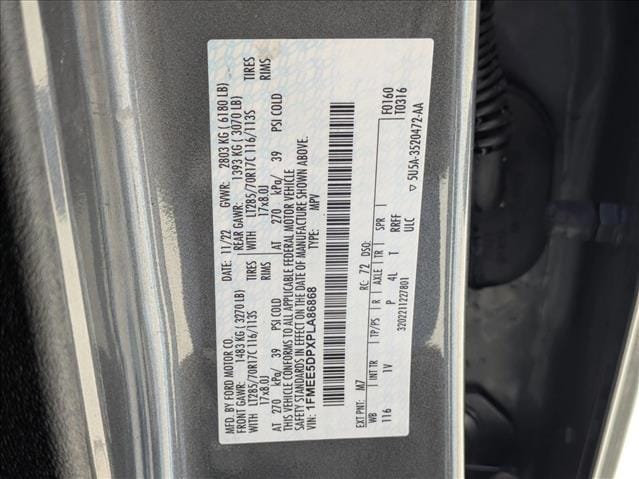 MFD. BY FORD MOTOR CO.
DATE: 11/22 GVWR: 2803 KG ( 6180 LB)
FRONT GAWR: 1483 KG ( 3270 LB) REAR GAWR: 1393 KG ( 3070 LB)
WITH LT285/70R17C 116/113S TIRES WITH LT285/70R17C 116/113S TIRES
17x8.0J RIMS 17x8.0J RIMS
AT 270 kPa/ 39 PSI COLD AT 270 kPa/ 39 PSI COLD
THIS VEHICLE CONFORMS TO ALL APPLICABLE FEDERAL MOTOR VEHICLE
SAFETY STANDARDS IN EFFECT ON THE DATE OF MANUFACTURE SHOWN ABOVE.
VIN: 1FMEE5DPXPLA86868 TYPE: MPV
F0160
T0316
EXT PNT: M7 RC: 72 DSO:
WB INT TR TP/PS R AXLE TR SPR
116 1V P 4L T RRFF
ULC
3202211227801
5U5A-3520472-AA